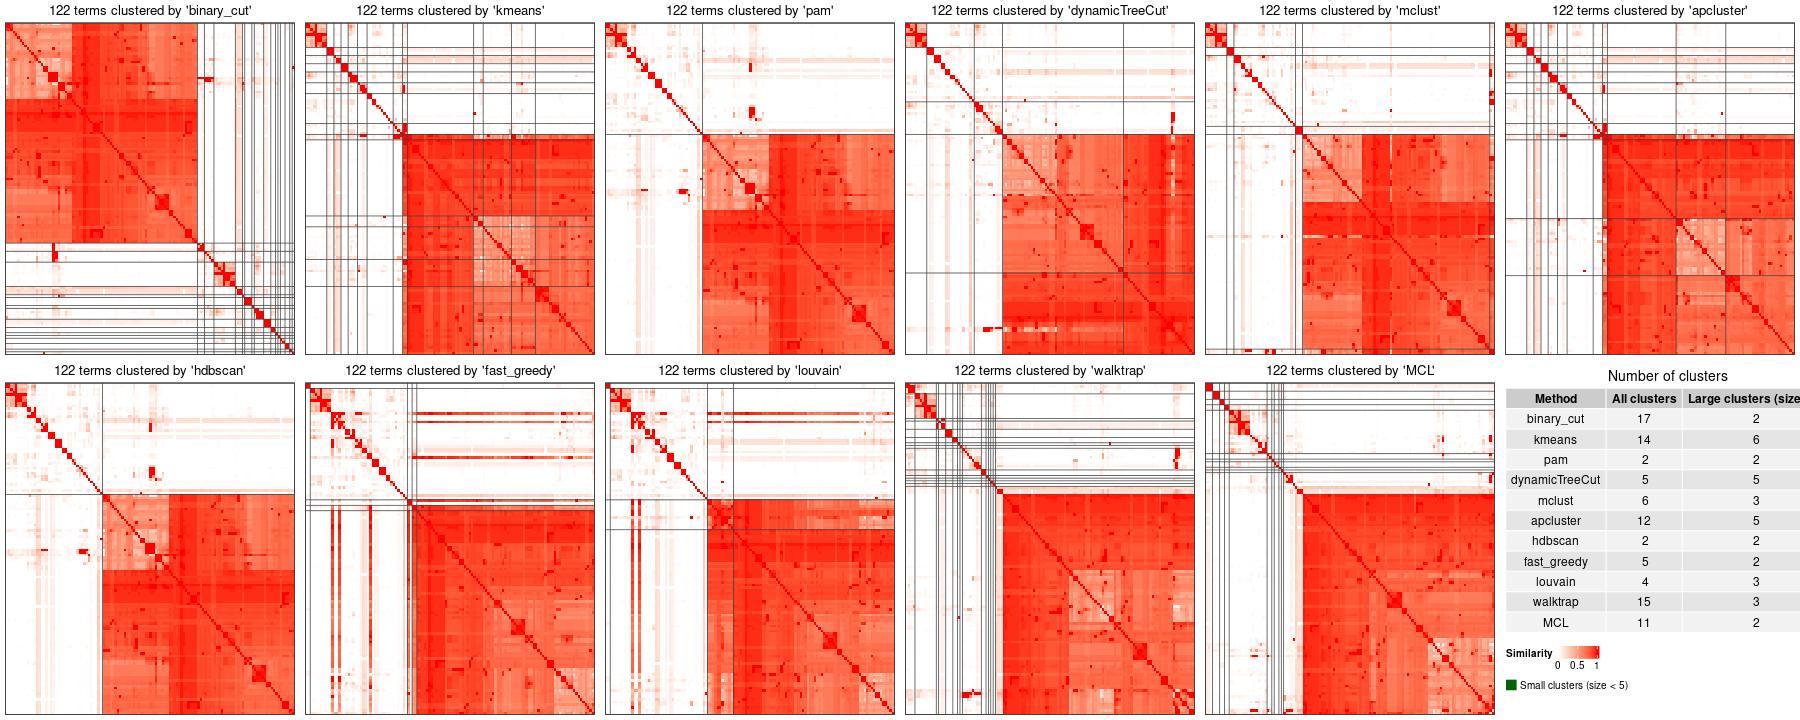 122 terms clustered by 'binary_cut'
122 terms clustered by 'kmeans'
122 terms clustered by 'pam'
122 terms clustered by 'dynamicTreeCut'
122 terms clustered by 'mclust'
122 terms clustered by 'apcluster'
122 terms clustered by 'hdbscan'
122 terms clustered by 'fast_greedy'
122 terms clustered by 'louvain'
122 terms clustered by 'walktrap'
122 terms clustered by 'MCL'
Number of clusters
Method All clusters Large clusters (size
binary_cut 17 2
kmeans 14 6
pam 2 2
dynamicTreeCut 5 5
mclust 6 3
apcluster 12 5
hdbscan 2 2
fast_greedy 5 2
louvain 4 3
walktrap 15 3
MCL 11 2
Similarity
0 0.5 1
Small clusters (size < 5)